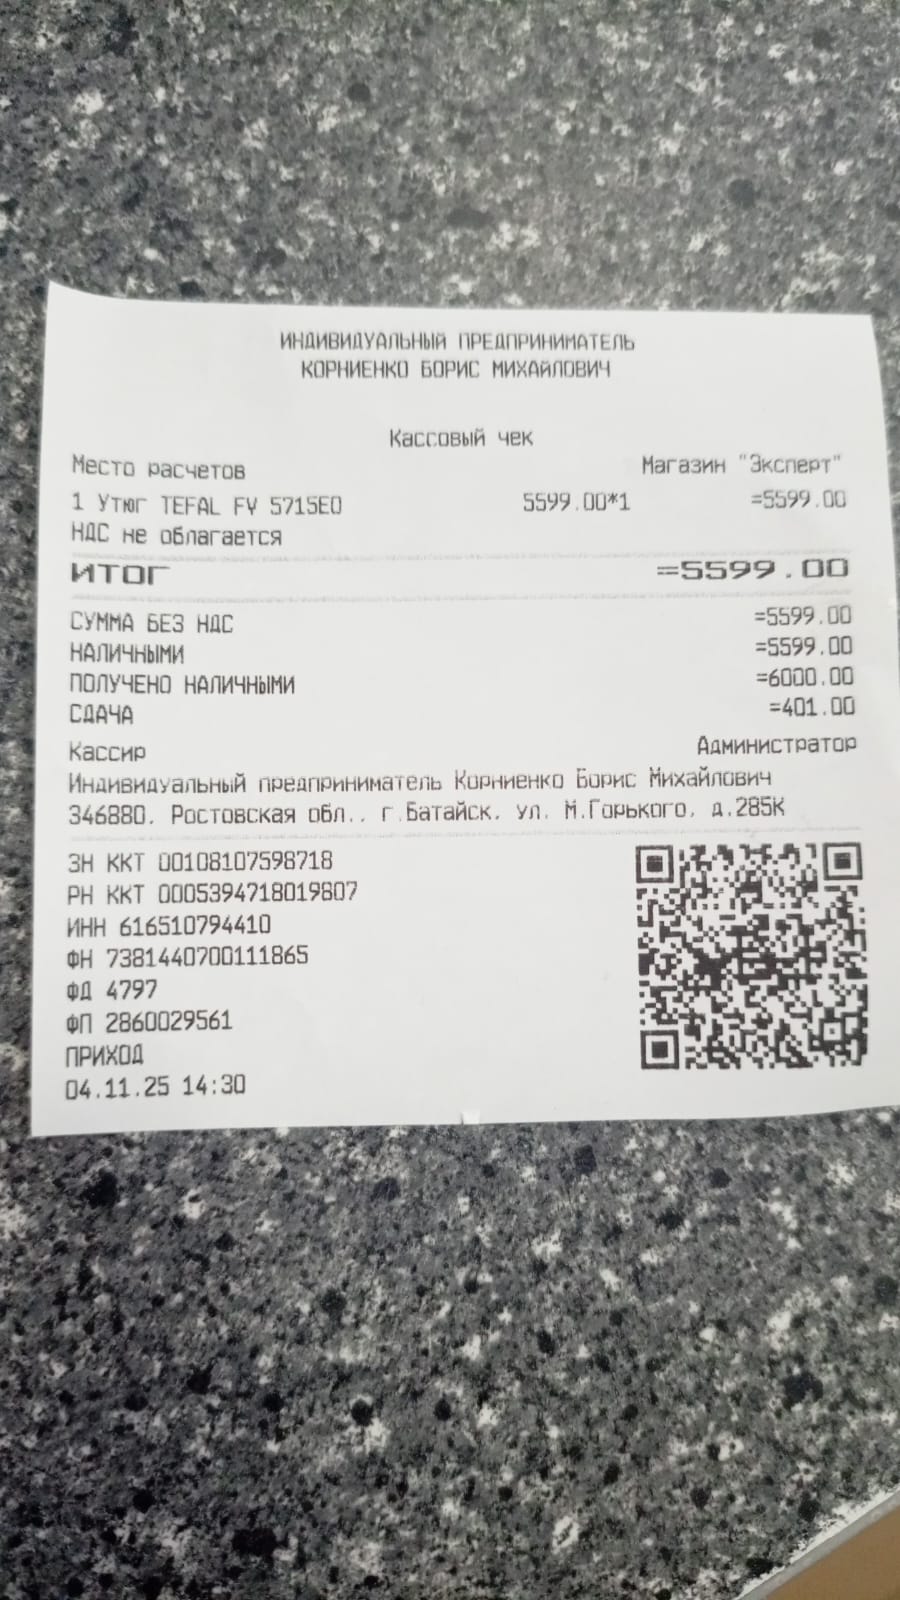 ИНДИВИДУАЛЬНЫЙ ПРЕДПРИНИМАТЕЛЬ
КОРНИЕНКО БОРИС МИХАЙЛОВИЧ
Кассовый чек
Место расчетов Магазин "Эксперт"
1 Утюг TEFAL FV 5715E0 5599.00*1 =5599.00
НДС не облагается
ИТОГ =5599.00
СУММА БЕЗ НДС =5599.00
НАЛИЧНЫМИ =5599.00
ПОЛУЧЕНО НАЛИЧНЫМИ =6000.00
СДАЧА =401.00
Кассир Администратор
Индивидуальный предприниматель Корниенко Борис Михайлович
346880, Ростовская обл., г.Батайск, ул. М.Горького, д.285К
ЗН ККТ 00108107598718
РН ККТ 0005394718019807
ИНН 616510794410
ФН 7381440700111865
ФД 4797
ФП 2860029561
ПРИХОД
04.11.25 14:30